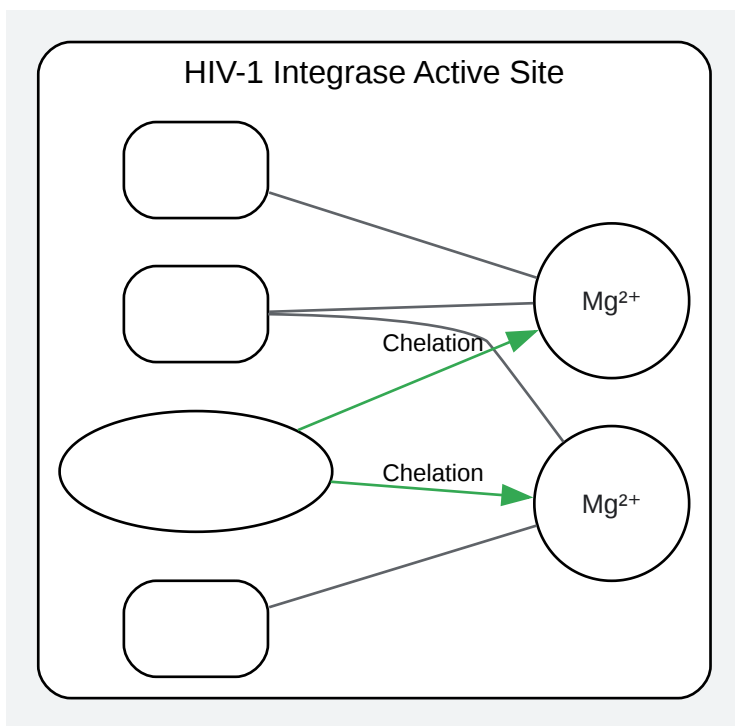 HIV-1 Integrase Active Site
Mg²⁺
Chelation
Chelation
Mg²⁺